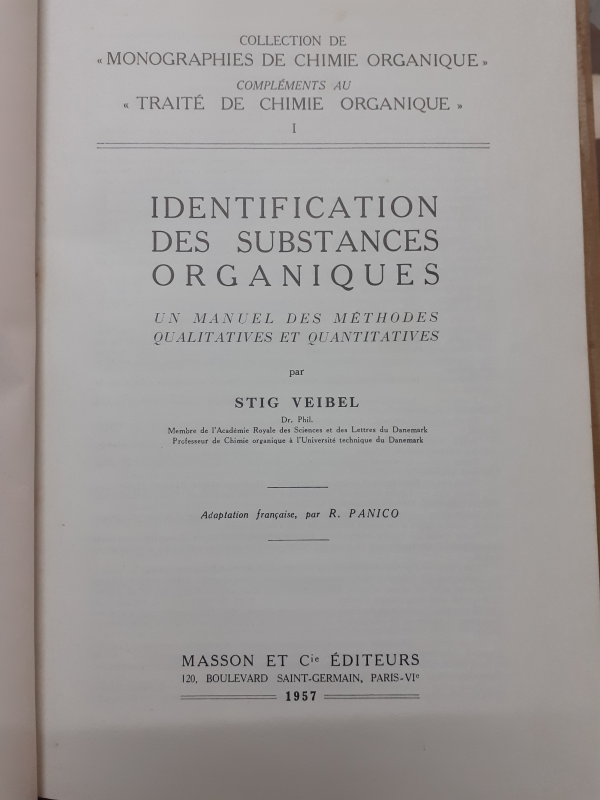 COLLECTION DE
« MONOGRAPHIES DE CHIMIE ORGANIQUE »
COMPLÉMENTS AU
« TRAITÉ DE CHIMIE ORGANIQUE »
I
IDENTIFICATION
DES SUBSTANCES
ORGANIQUES
UN MANUEL DES MÉTHODES
QUALITATIVES ET QUANTITATIVES
par
STIG VEIBEL
Dr. Phil.
Membre de l'Académie Royale des Sciences et des Lettres du Danemark
Professeur de Chimie organique à l'Université technique du Danemark
Adaptation française, par R. PANICO
MASSON ET Cie ÉDITEURS
120, BOULEVARD SAINT-GERMAIN, PARIS-VIe
1957